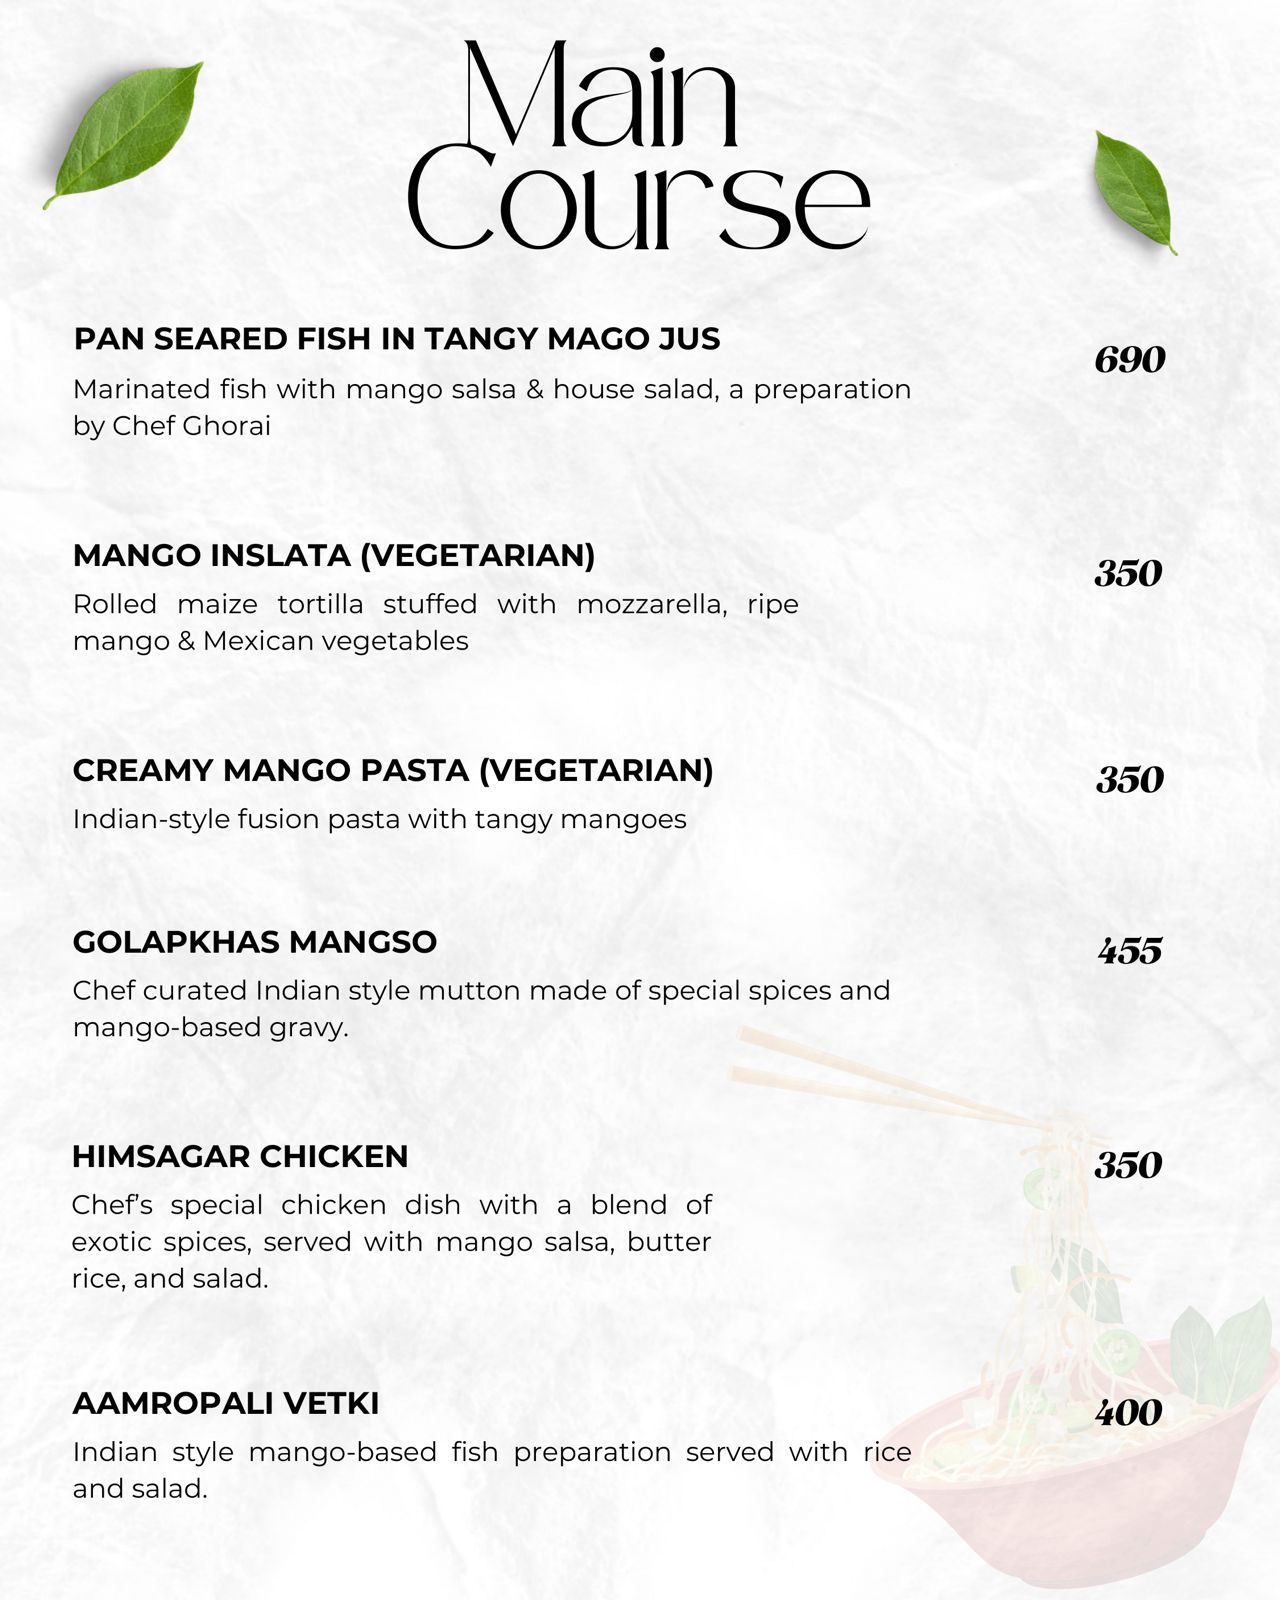 Main
Course
PAN SEARED FISH IN TANGY MAGO JUS
690
Marinated fish with mango salsa & house salad, a preparation
by Chef Ghorai
MANGO INSLATA (VEGETARIAN)
350
Rolled maize tortilla stuffed with mozzarella, ripe
mango & Mexican vegetables
CREAMY MANGO PASTA (VEGETARIAN)
350
Indian-style fusion pasta with tangy mangoes
GOLAPKHAS MANGSO
455
Chef curated Indian style mutton made of special spices and
mango-based gravy.
HIMSAGAR CHICKEN
350
Chef’s special chicken dish with a blend of
exotic spices, served with mango salsa, butter
rice, and salad.
AAMROPALI VETKI
400
Indian style mango-based fish preparation served with rice
and salad.